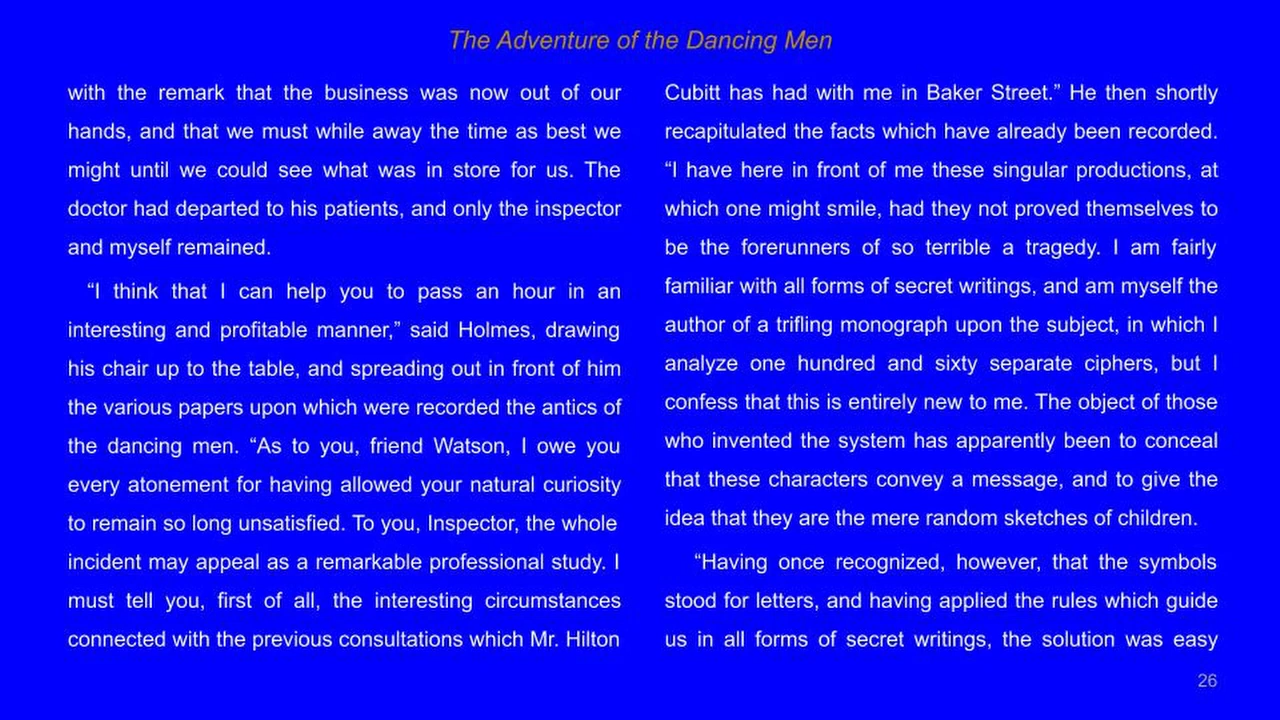 The Adventure of the Dancing Men
with the remark that the business was now out of our
hands, and that we must while away the time as best we
might until we could see what was in store for us. The
doctor had departed to his patients, and only the inspector
and myself remained.
“I think that I can help you to pass an hour in an
interesting and profitable manner,” said Holmes, drawing
his chair up to the table, and spreading out in front of him
the various papers upon which were recorded the antics of
the dancing men. “As to you, friend Watson, I owe you
every atonement for having allowed your natural curiosity
to remain so long unsatisfied. To you, Inspector, the whole
incident may appeal as a remarkable professional study. I
must tell you, first of all, the interesting circumstances
connected with the previous consultations which Mr. Hilton
Cubitt has had with me in Baker Street.” He then shortly
recapitulated the facts which have already been recorded.
“I have here in front of me these singular productions, at
which one might smile, had they not proved themselves to
be the forerunners of so terrible a tragedy. I am fairly
familiar with all forms of secret writings, and am myself the
author of a trifling monograph upon the subject, in which I
analyze one hundred and sixty separate ciphers, but I
confess that this is entirely new to me. The object of those
who invented the system has apparently been to conceal
that these characters convey a message, and to give the
idea that they are the mere random sketches of children.
“Having once recognized, however, that the symbols
stood for letters, and having applied the rules which guide
us in all forms of secret writings, the solution was easy
26